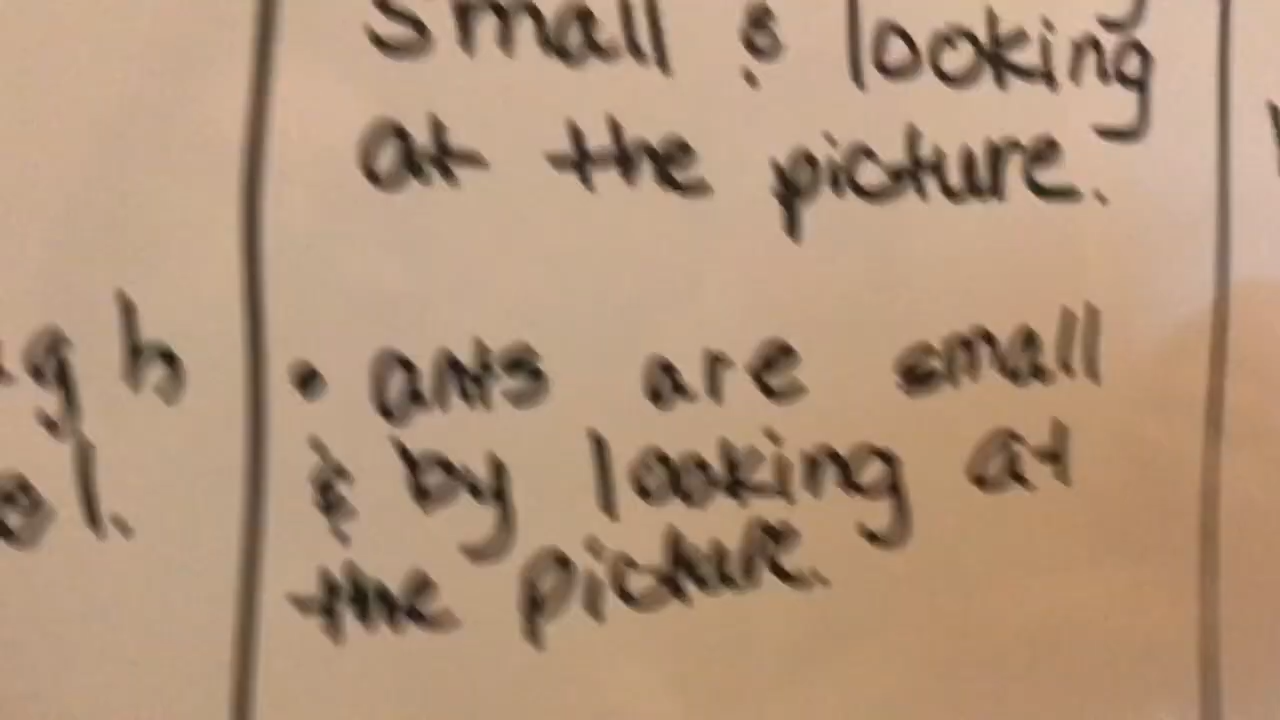 small & looking
at the picture.
• ants are small
& by looking at
the picture.